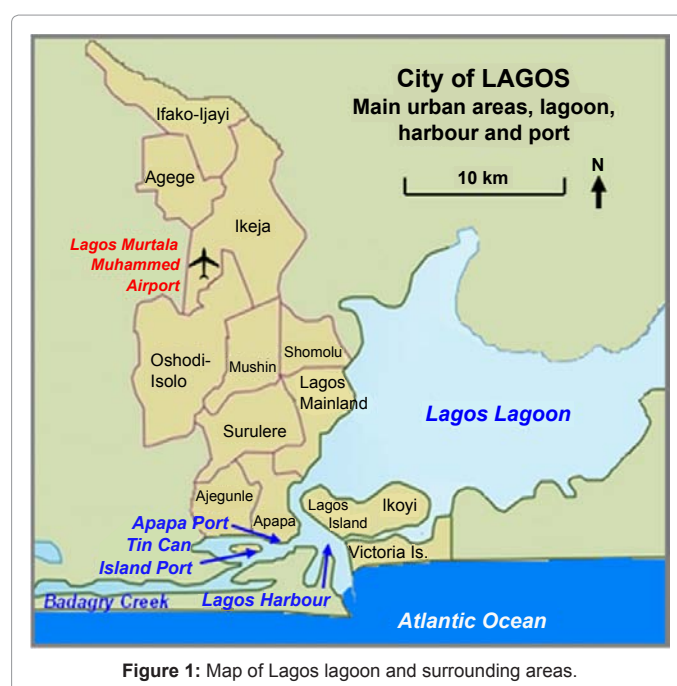 City of LAGOS
Main urban areas, lagoon,
harbour and port
10 km
N
Ifako-Ijayi
Agege
Ikeja
Lagos Murtala
Muhammed
Airport
Oshodi-
Isolo
Mushin
Shomolu
Lagos
Mainland
Surulere
Lagos Lagoon
Ajegunle
Apapa
Lagos
Island
Ikoyi
Victoria Is.
Apapa Port
Tin Can
Island Port
Badagry Creek
Lagos Harbour
Atlantic Ocean
Figure 1: Map of Lagos lagoon and surrounding areas.